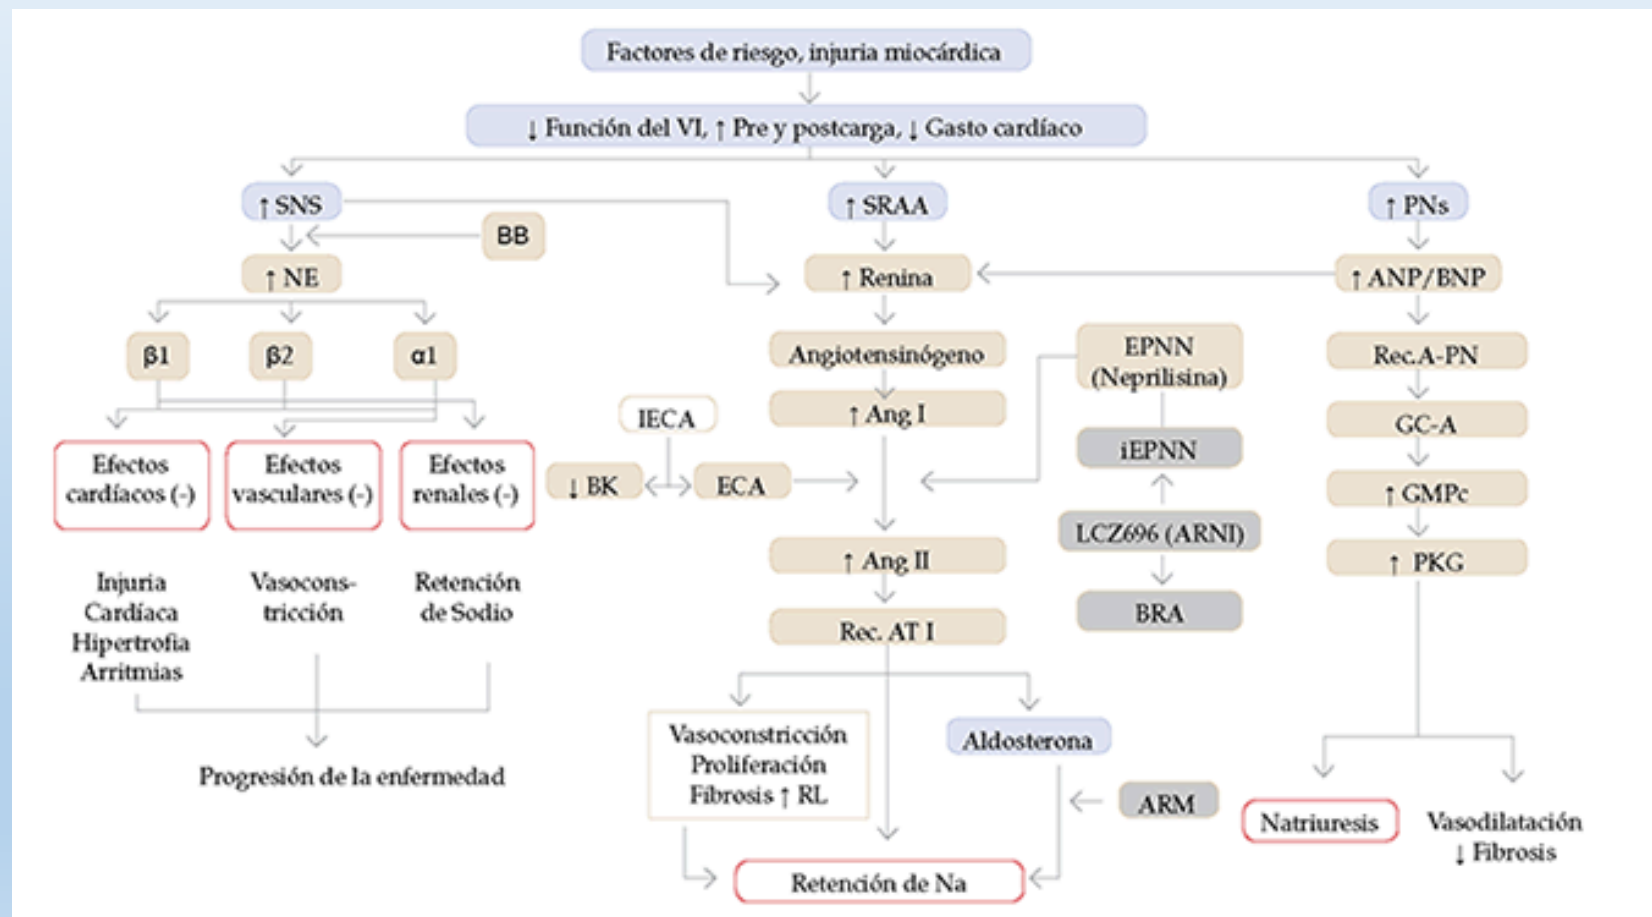 Factores de riesgo, injuria miocárdica
↓ Función del VI, ↑ Pre y postcarga, ↓ Gasto cardíaco
↑ SNS
↑ SRAA
↑ PNs
BB
↑ NE
↑ Renina
↑ ANP/BNP
β1
β2
α1
Angiotensinógeno
EPNN
(Neprilisina)
Rec.A-PN
IECA
↑ Ang I
GC-A
Efectos
cardíacos (-)
Efectos
vasculares (-)
Efectos
renales (-)
↓ BK
ECA
iEPNN
↑ GMPc
LCZ696 (ARNI)
↑ Ang II
↑ PKG
Injuria
Cardíaca
Hipertrofia
Arritmias
Vasocons-
tricción
Retención
de Sodio
BRA
Rec. AT I
Vasoconstricción
Proliferación
Fibrosis ↑ RL
Aldosterona
Progresión de la enfermedad
ARM
Natriuresis
Vasodilatación
↓ Fibrosis
Retención de Na